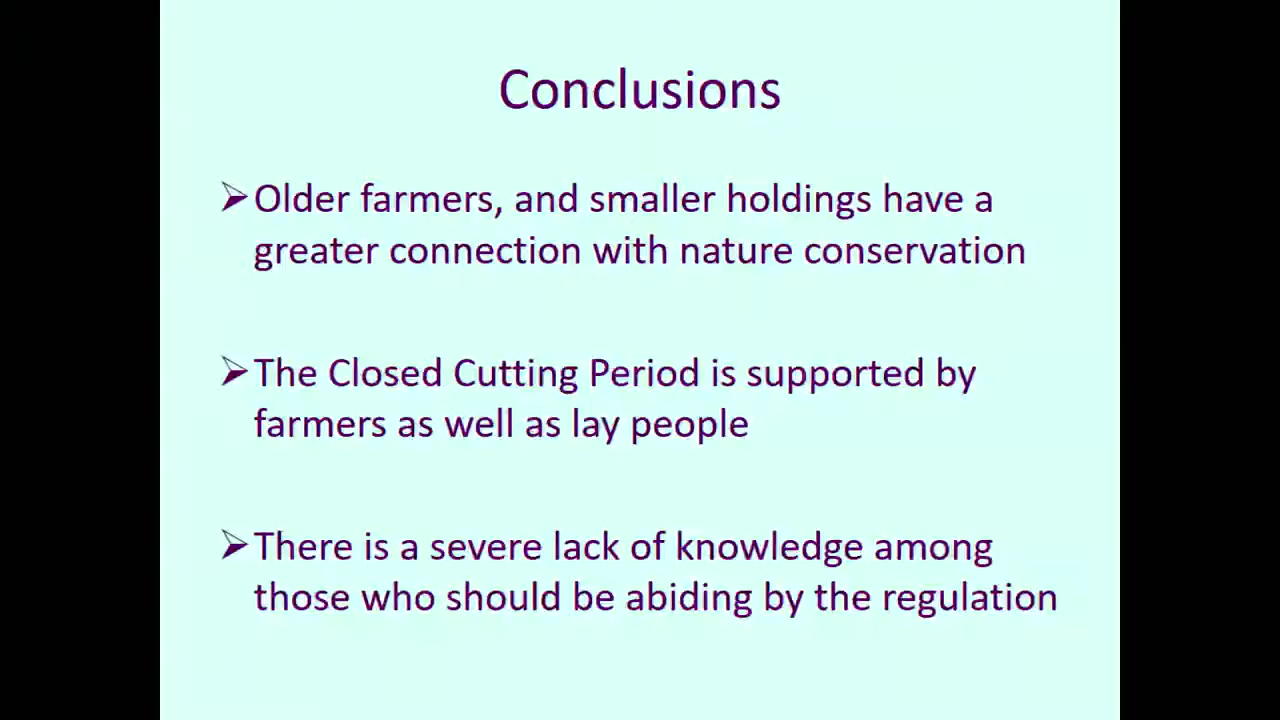 Conclusions
Older farmers, and smaller holdings have a
greater connection with nature conservation
The Closed Cutting Period is supported by
farmers as well as lay people
There is a severe lack of knowledge among
those who should be abiding by the regulation